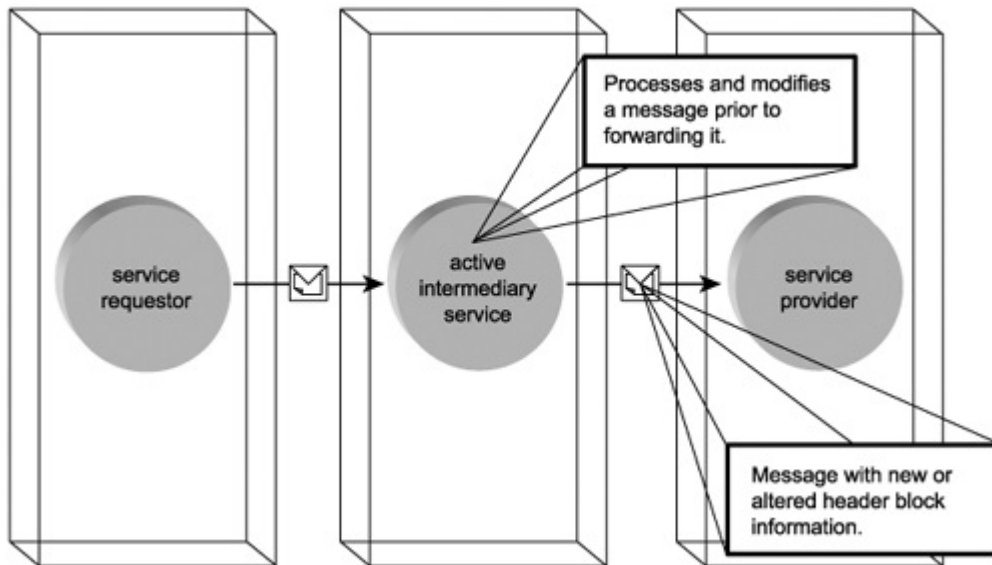 Processes and modifies
a message prior to
forwarding it.
service
requestor
active
intermediary
service
service
provider
Message with new or
altered header block
information.